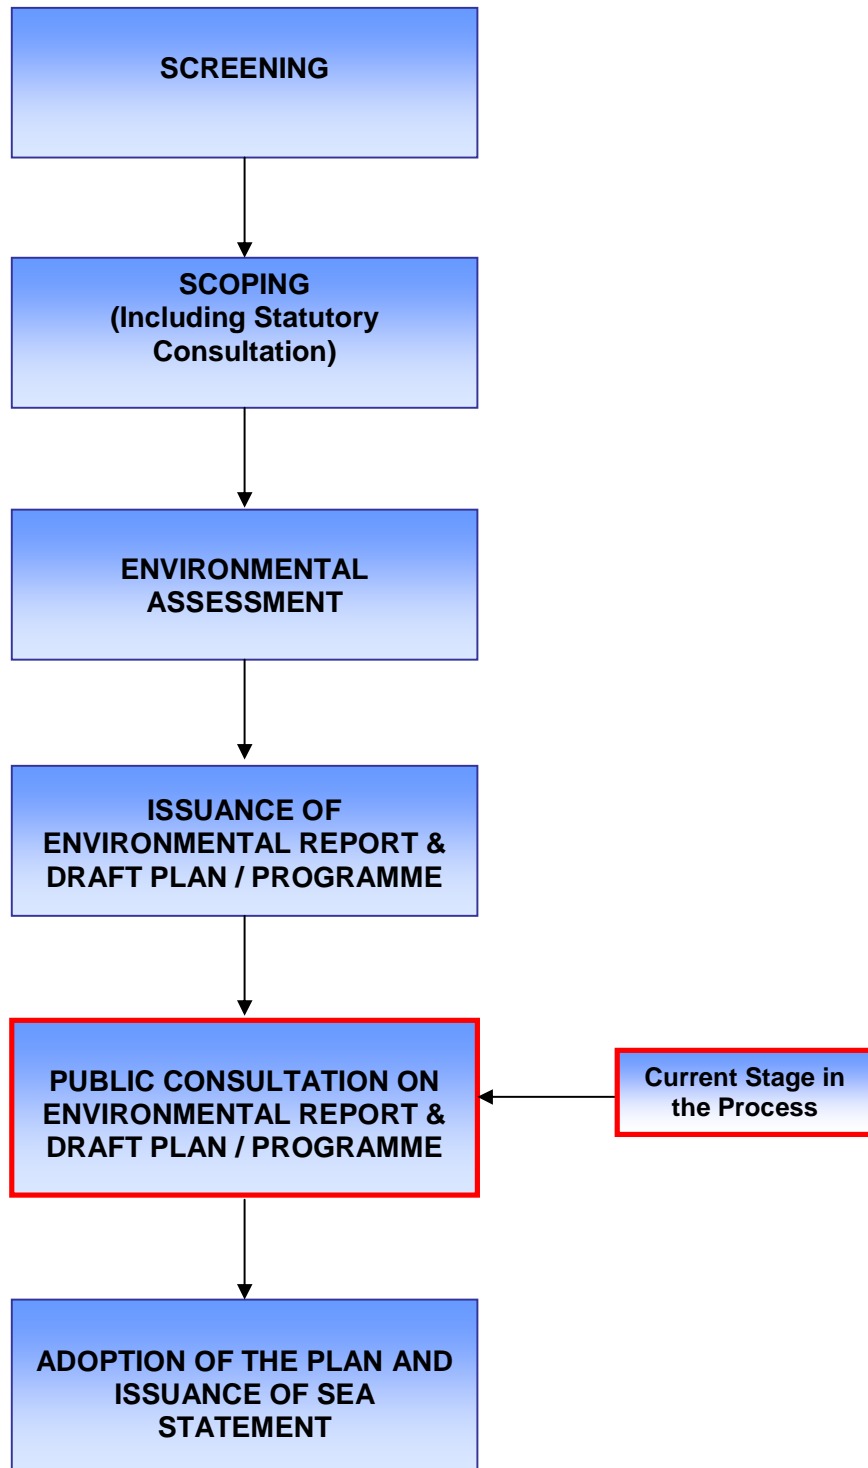 SCREENING
SCOPING
(Including Statutory
Consultation)
ENVIRONMENTAL
ASSESSMENT
ISSUANCE OF
ENVIRONMENTAL REPORT &
DRAFT PLAN / PROGRAMME
PUBLIC CONSULTATION ON
ENVIRONMENTAL REPORT &
DRAFT PLAN / PROGRAMME
Current Stage in
the Process
ADOPTION OF THE PLAN AND
ISSUANCE OF SEA
STATEMENT